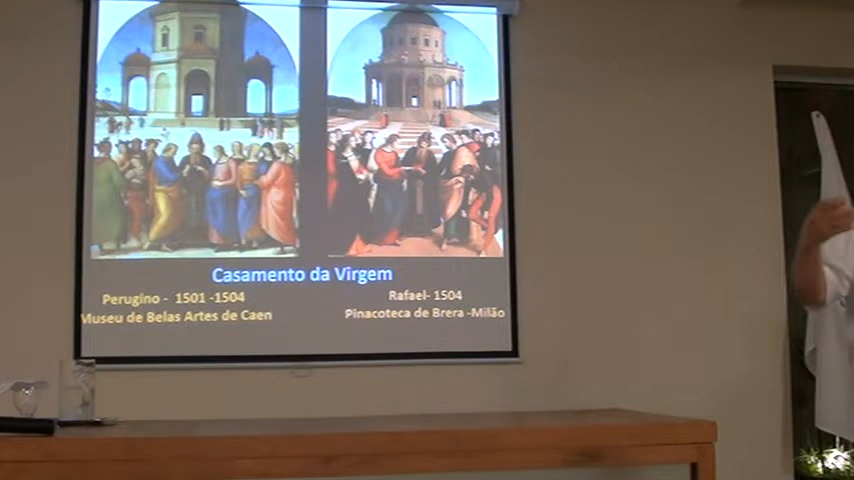 Casamento da Virgem
Perugino - 1501 -1504
Museu de Belas Artes de Caen
Rafael- 1504
Pinacoteca de Brera -Milão